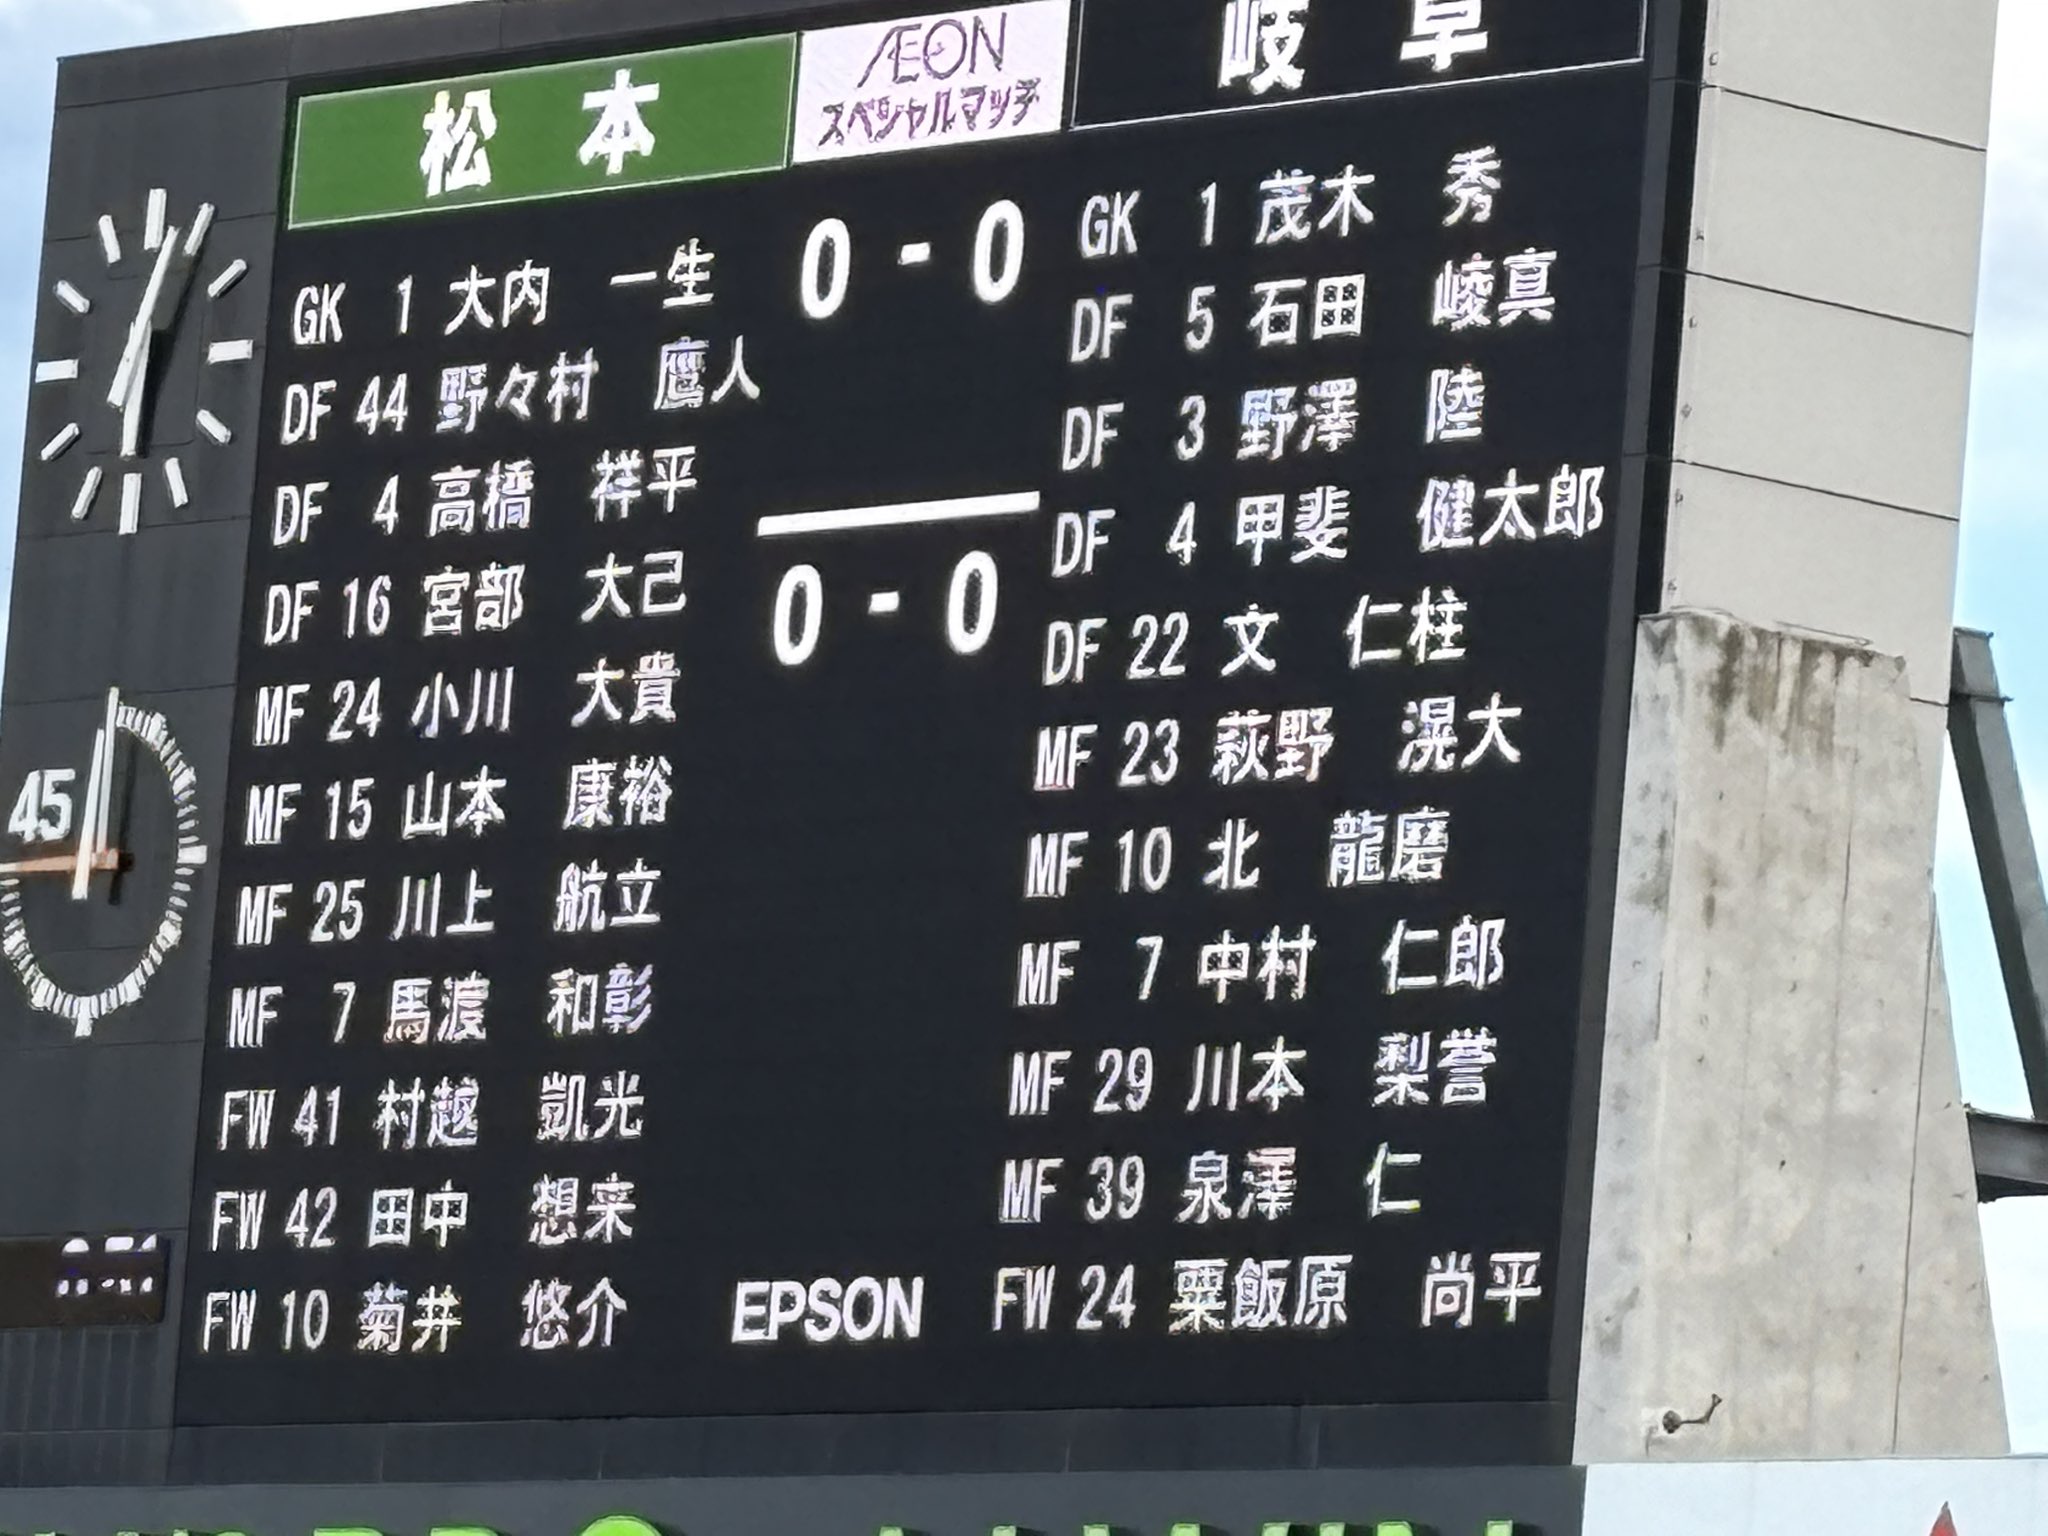 松本
ÆON
スペシャルマッチ
岐阜
0 - 0
0 - 0
GK 1 大内 一生
DF 44 野々村 鷹人
DF 4 高橋 祥平
DF 16 宮部 大己
MF 24 小川 大貴
MF 15 山本 康裕
MF 25 川上 航立
MF 7 馬渡 和彰
FW 41 村越 凱光
FW 42 田中 想来
FW 10 菊井 悠介
GK 1 茂木 秀
DF 5 石田 崚真
DF 3 野澤 陸
DF 4 甲斐 健太郎
DF 22 文 仁柱
MF 23 萩野 滉大
MF 10 北 龍磨
MF 7 中村 仁郎
MF 29 川本 梨誉
MF 39 泉澤 仁
FW 24 粟飯原 尚平
EPSON
45